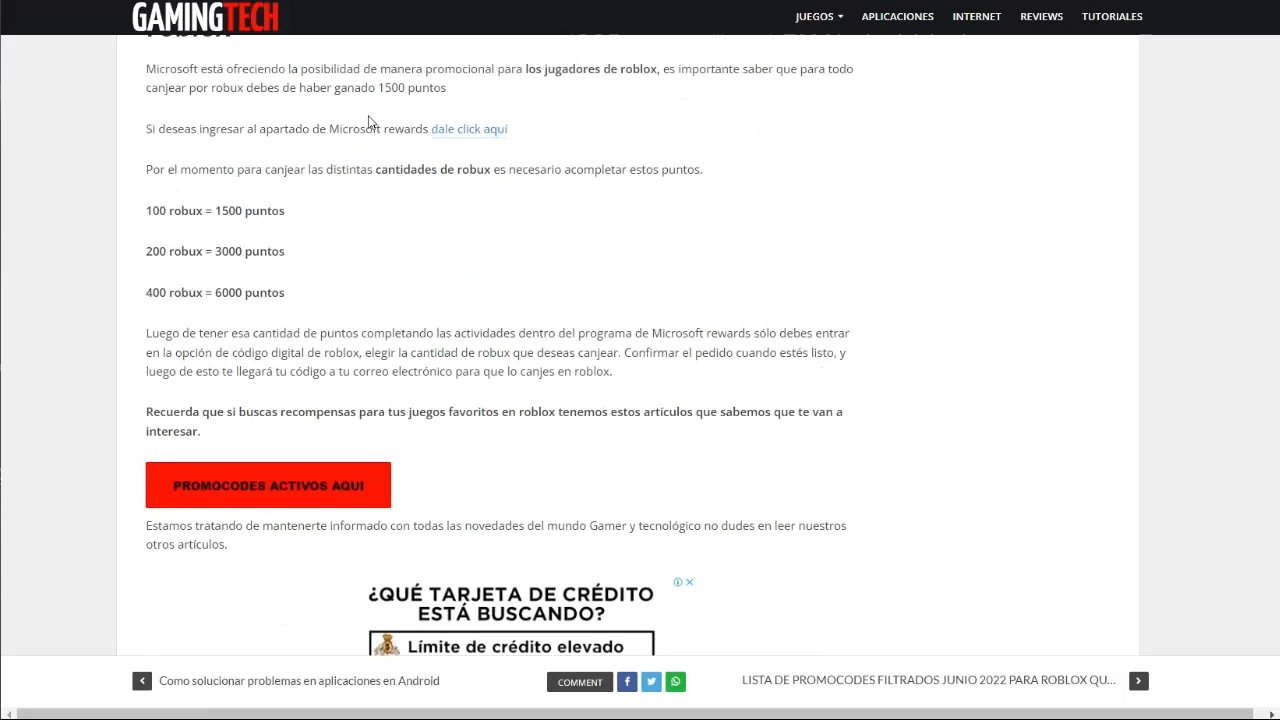 GAMINGTECH
JUEGOS
APLICACIONES
INTERNET
REVIEWS
TUTORIALES
Microsoft está ofreciendo la posibilidad de manera promocional para los jugadores de roblox, es importante saber que para todo
canjear por robux debes de haber ganado 1500 puntos
Si deseas ingresar al apartado de Microsoft rewards dale click aquí
Por el momento para canjear las distintas cantidades de robux es necesario acompletar estos puntos.
100 robux = 1500 puntos
200 robux = 3000 puntos
400 robux = 6000 puntos
Luego de tener esa cantidad de puntos completando las actividades dentro del programa de Microsoft rewards sólo debes entrar
en la opción de código digital de roblox, elegir la cantidad de robux que deseas canjear. Confirmar el pedido cuando estés listo, y
luego de esto te llegará tu código a tu correo electrónico para que lo canjes en roblox.
Recuerda que si buscas recompensas para tus juegos favoritos en roblox tenemos estos artículos que sabemos que te van a
interesar.
PROMOCODES ACTIVOS AQUI
Estamos tratando de mantenerte informado con todas las novedades del mundo Gamer y tecnológico no dudes en leer nuestros
otros artículos.
¿QUÉ TARJETA DE CRÉDITO
ESTÁ BUSCANDO?
Límite de crédito elevado
Como solucionar problemas en aplicaciones en Android
COMMENT
LISTA DE PROMOCODES FILTRADOS JUNIO 2022 PARA ROBLOX QU...